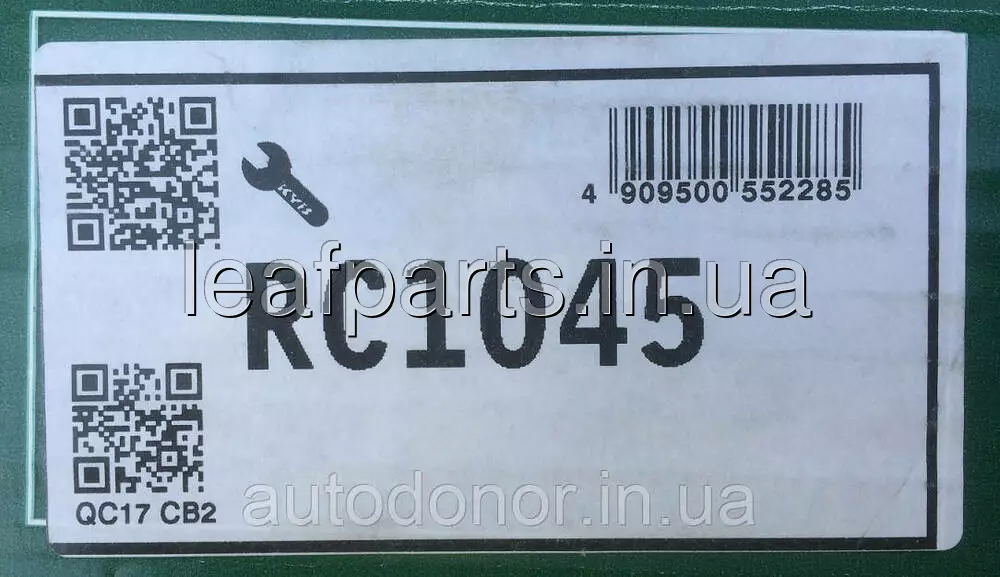 KYB
4 909500 552285
RC1045
leafparts.in.ua
QC17 CB2
autodonor.in.ua